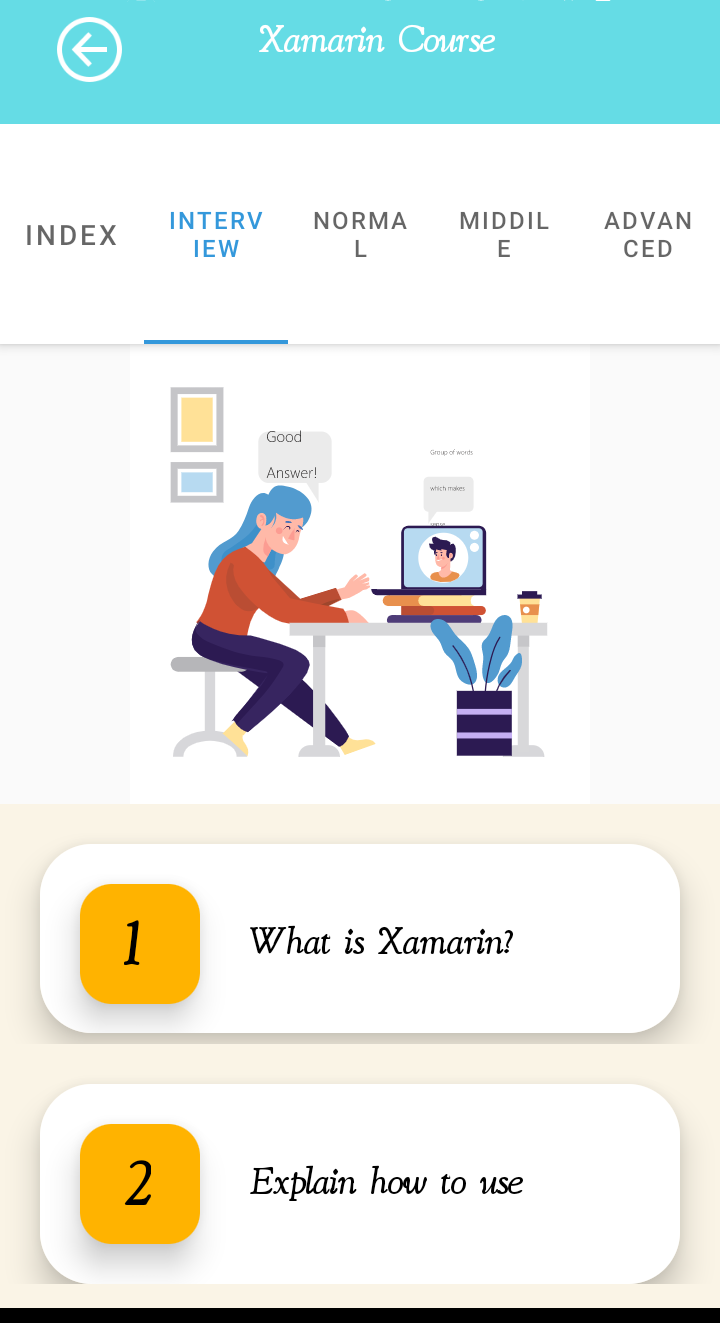 Xamarin Course
INDEX
INTERV
IEW
NORMA
L
MIDDIL
E
ADVAN
CED
Good
Answer!
Group of words
which makes
sense
1
What is Xamarin?
2
Explain how to use